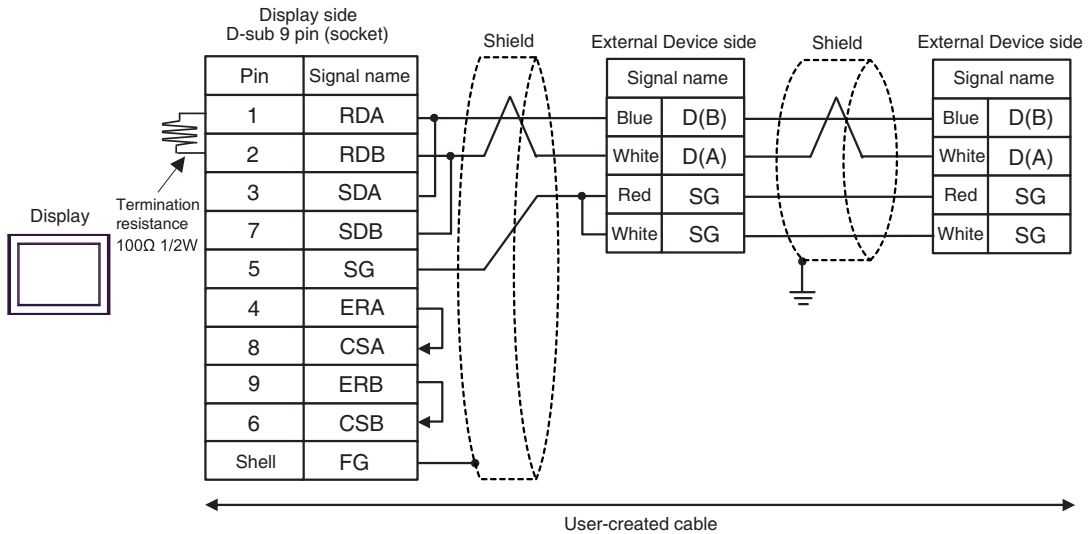 Display side
D-sub 9 pin (socket)
Shield
External Device side
Shield
External Device side
Pin Signal name
Signal name
Signal name
1 RDA
Blue D(B)
Blue D(B)
2 RDB
White D(A)
White D(A)
3 SDA
Red SG
Red SG
7 SDB
White SG
White SG
5 SG
4 ERA
8 CSA
9 ERB
6 CSB
Shell FG
Termination
resistance
100Ω 1/2W
Display
User-created cable